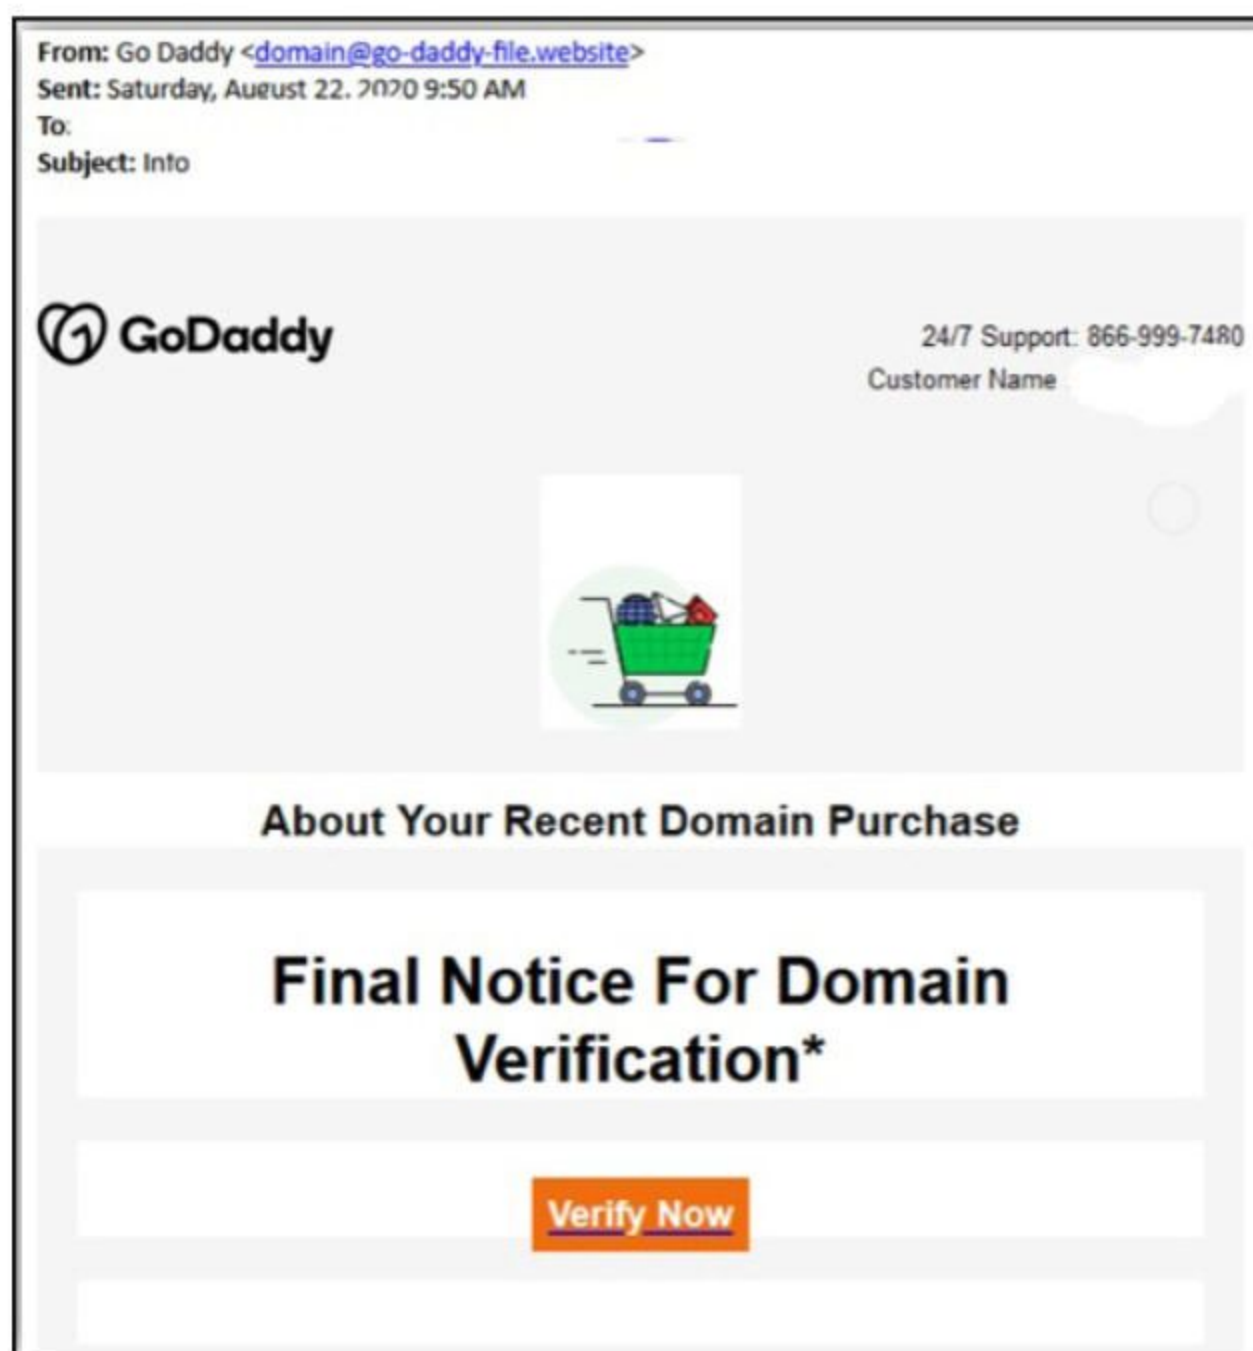 From: Go Daddy <domain@go-daddy-file.website>
Sent: Saturday, August 22. 2020 9:50 AM
To:
Subject: Info
GoDaddy
24/7 Support: 866-999-7480
Customer Name
About Your Recent Domain Purchase
Final Notice For Domain
Verification*
Verify Now